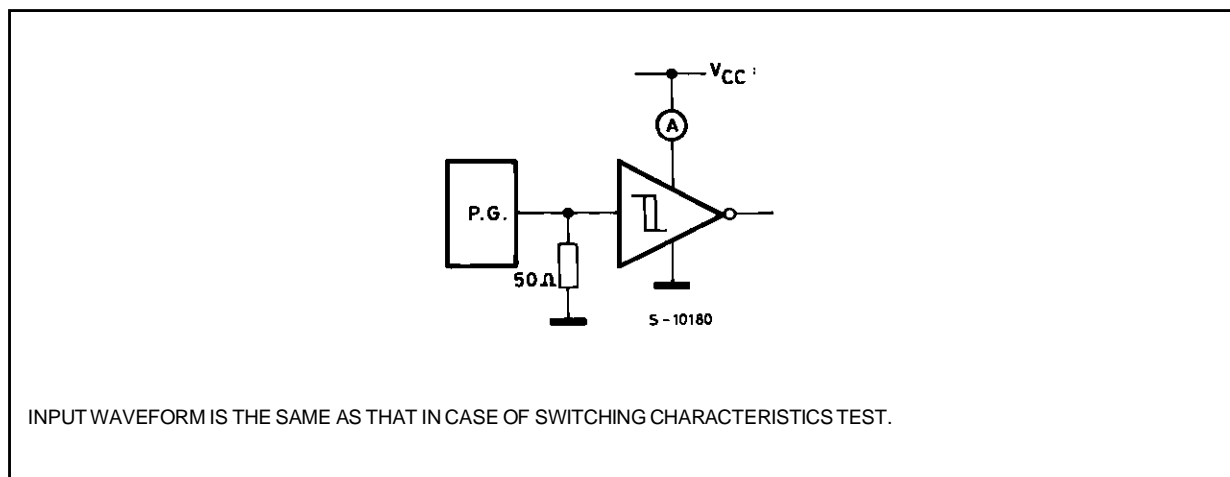 VCC
A
P.G.
50Ω
S-10180
INPUT WAVEFORM IS THE SAME AS THAT IN CASE OF SWITCHING CHARACTERISTICS TEST.